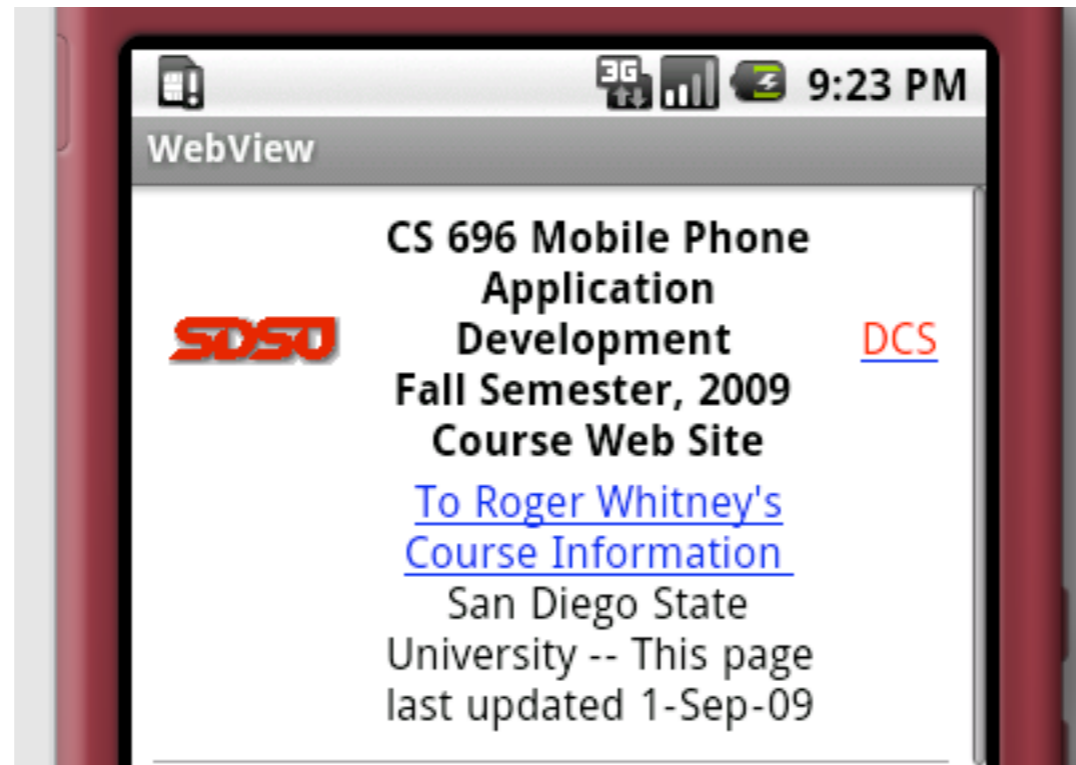 3G 9:23 PM
WebView
CS 696 Mobile Phone
Application
SDSU Development DCS
Fall Semester, 2009
Course Web Site
To Roger Whitney's
Course Information
San Diego State
University -- This page
last updated 1-Sep-09